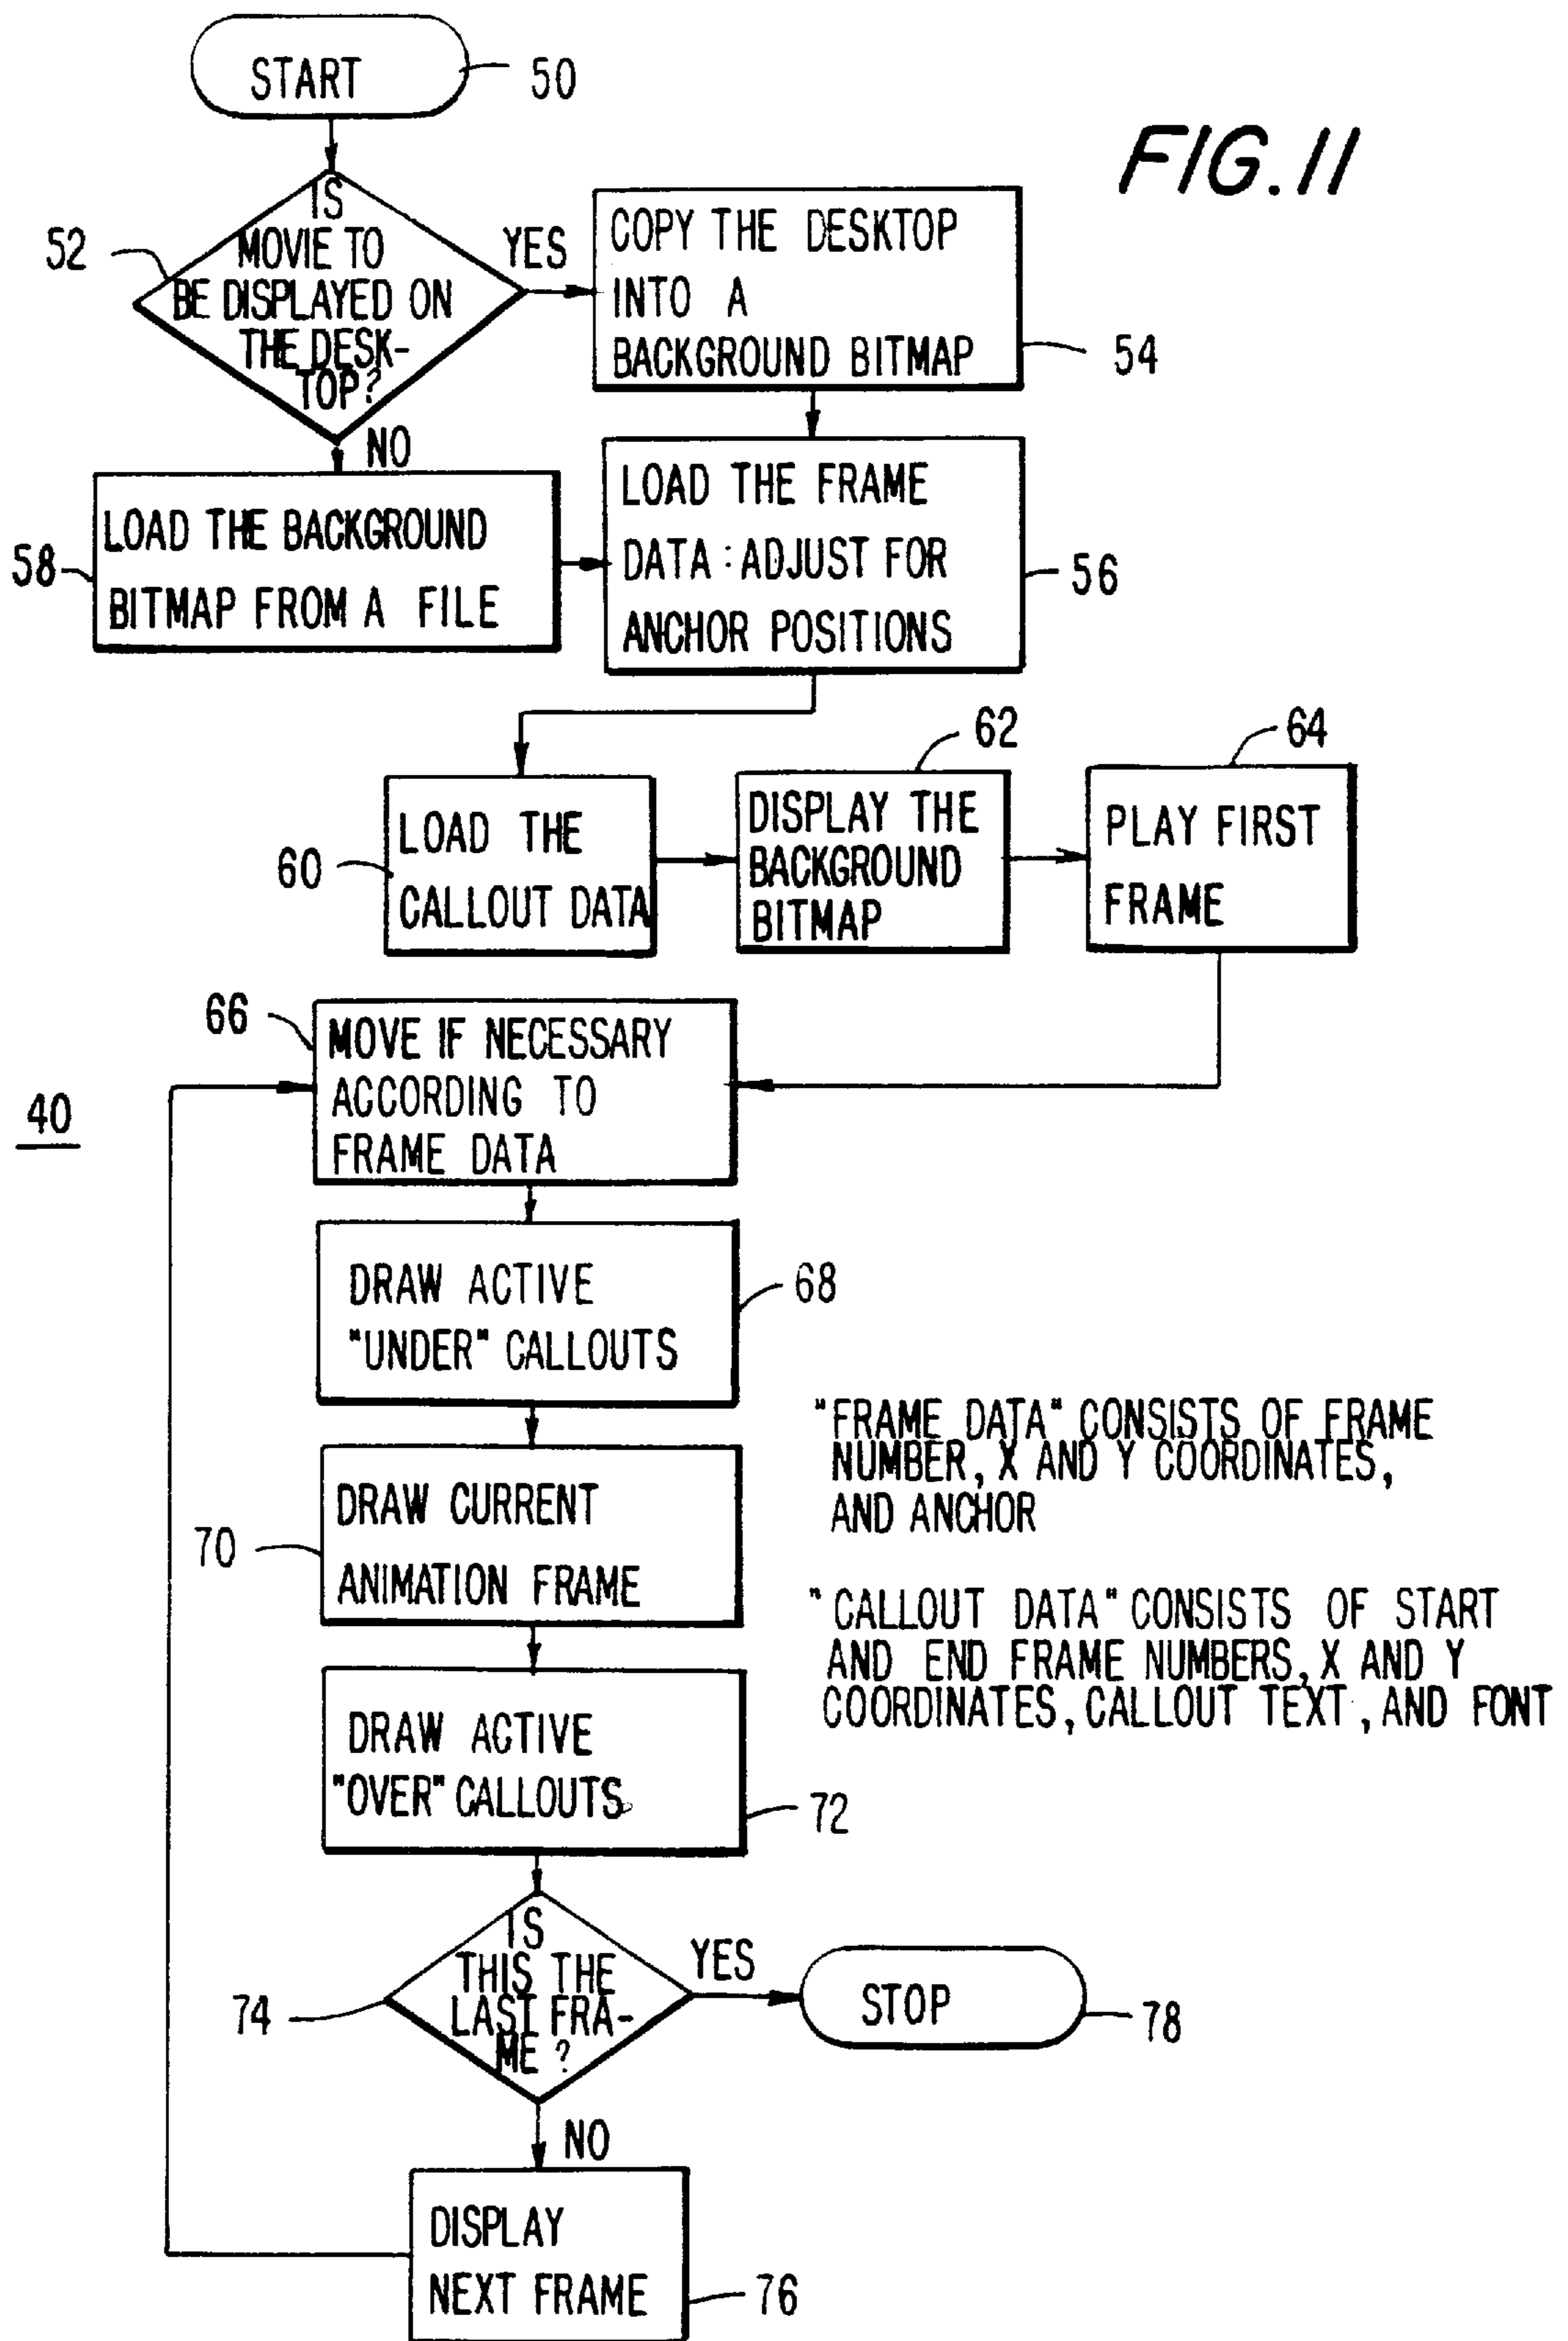 START
50
FIG. 11
IS
MOVIE TO
BE DISPLAYED ON
THE DESK-
TOP?
52
YES
COPY THE DESKTOP
INTO A
BACKGROUND BITMAP
54
NO
LOAD THE BACKGROUND
BITMAP FROM A FILE
58
LOAD THE FRAME
DATA : ADJUST FOR
ANCHOR POSITIONS
56
60
LOAD THE
CALLOUT DATA
62
DISPLAY THE
BACKGROUND
BITMAP
64
PLAY FIRST
FRAME
66
MOVE IF NECESSARY
ACCORDING TO
FRAME DATA
40
DRAW ACTIVE
"UNDER" CALLOUTS
68
DRAW CURRENT
ANIMATION FRAME
70
"FRAME DATA" CONSISTS OF FRAME
NUMBER, X AND Y COORDINATES,
AND ANCHOR
"CALLOUT DATA" CONSISTS OF START
AND END FRAME NUMBERS, X AND Y
COORDINATES, CALLOUT TEXT, AND FONT
DRAW ACTIVE
"OVER" CALLOUTS
72
IS
THIS THE
LAST FRA-
ME ?
74
YES
STOP
78
NO
DISPLAY
NEXT FRAME
76